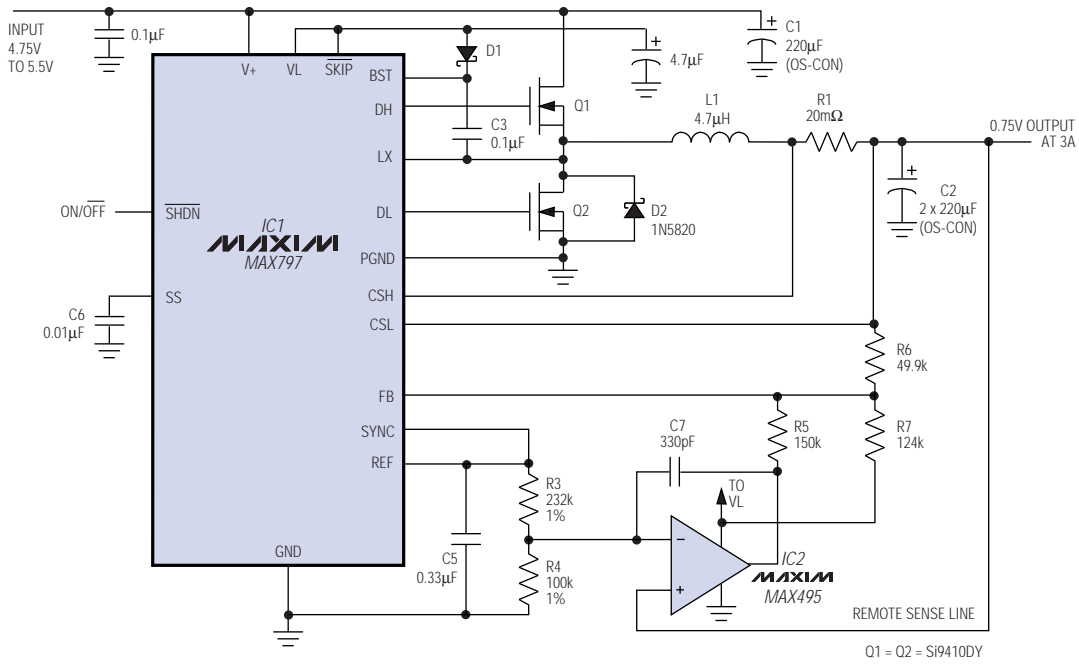 INPUT
4.75V
TO 5.5V
0.1µF
C1
220µF
(OS-CON)
4.7µF
D1
V+
VL
SKIP
BST
DH
Q1
C3
0.1µF
L1
4.7µH
R1
20mΩ
0.75V OUTPUT
AT 3A
LX
C2
2 x 220µF
(OS-CON)
ON/OFF
SHDN
DL
Q2
D2
1N5820
IC1
MAXIM
MAX797
PGND
SS
CSH
C6
0.01µF
CSL
R6
49.9k
FB
R5
150k
R7
124k
SYNC
C7
330pF
REF
R3
232k
1%
TO
VL
GND
C5
0.33µF
R4
100k
1%
−
+
IC2
MAXIM
MAX495
REMOTE SENSE LINE
Q1 = Q2 = Si9410DY